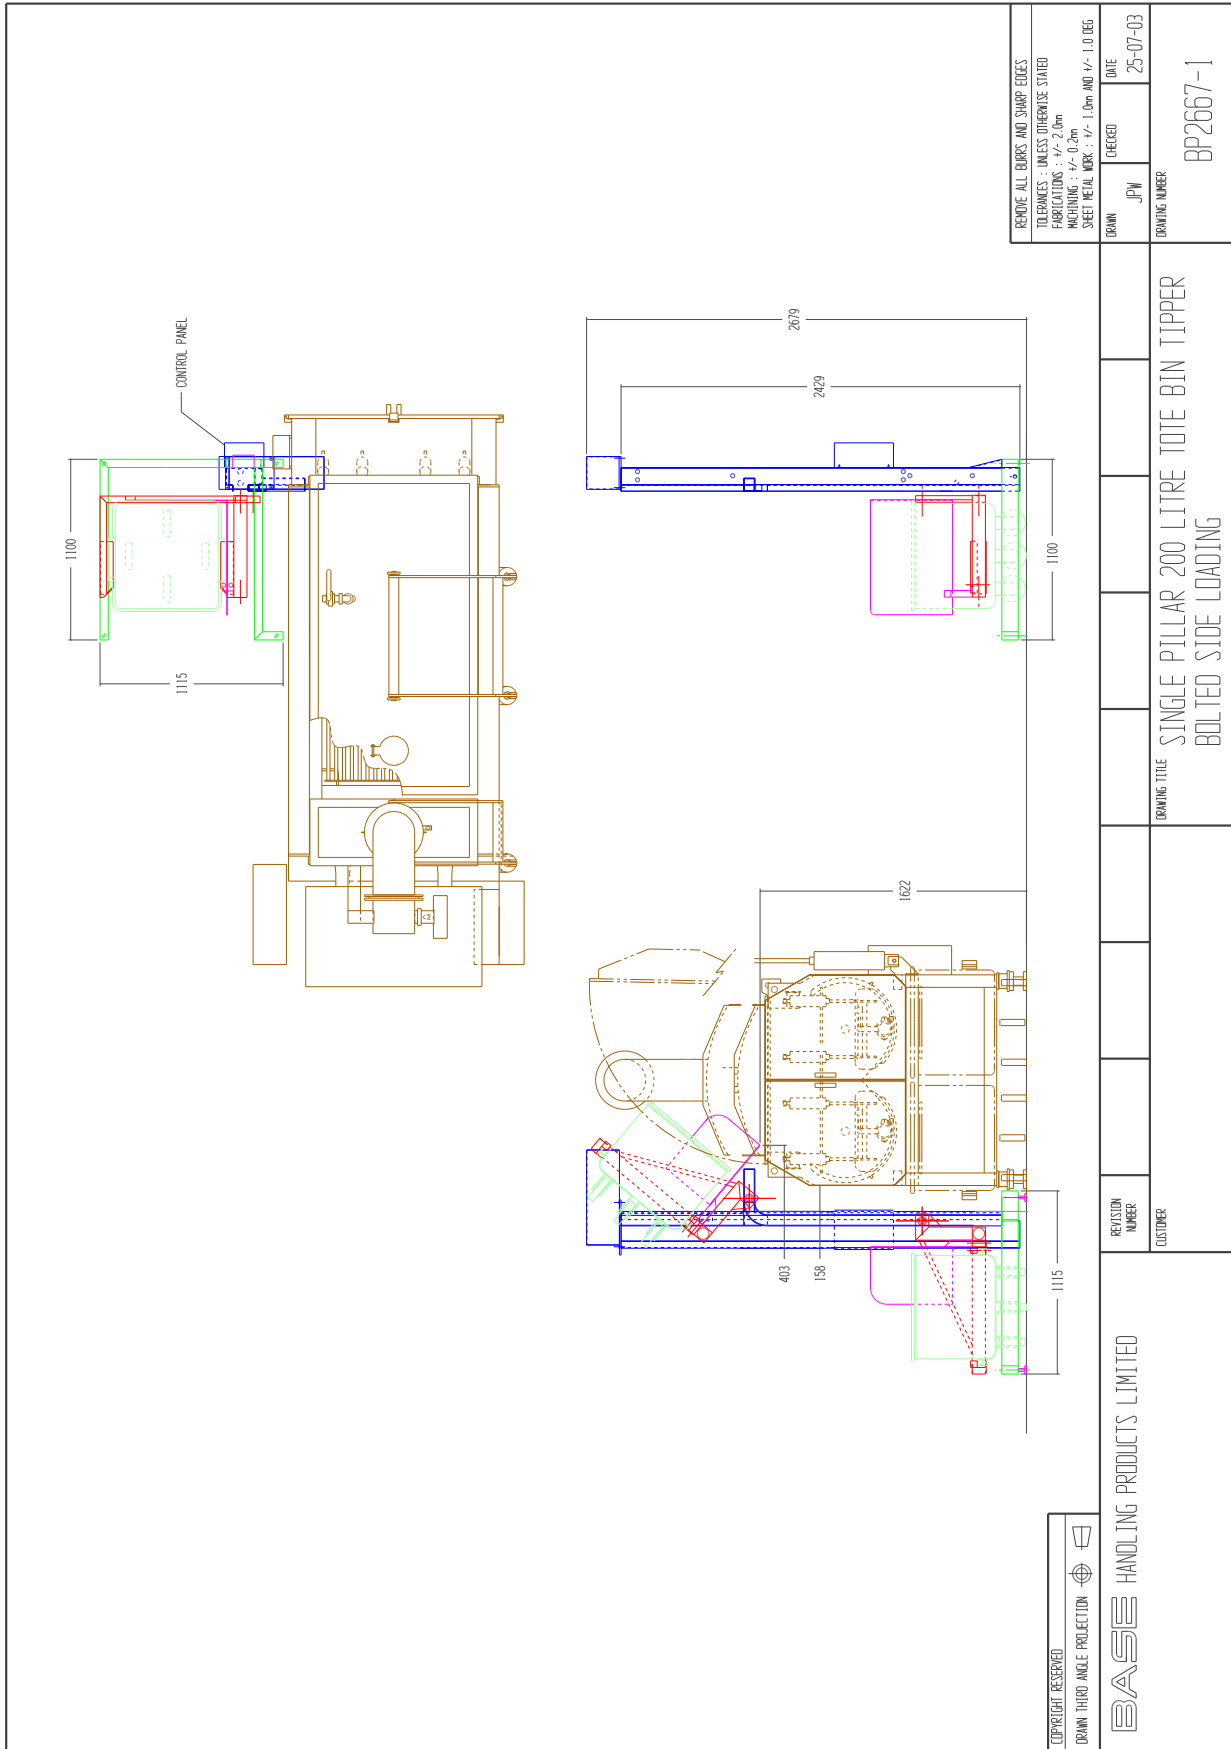 CONTROL PANEL
1100
1115
2679
2429
1100
1622
403
158
1115
REMOVE ALL BURRS AND SHARP EDGES
TOLERANCES : UNLESS OTHERWISE STATED
FABRICATIONS : +/- 2.0mm
MACHINING : +/- 0.2mm
SHEET METAL WORK : +/- 1.0mm AND +/- 1.0 DEG
DRAWN
JPW
CHECKED
DATE
25-07-03
DRAWING NUMBER
BP2667-1
DRAWING TITLE
SINGLE PILLAR 200 LITRE TOTE BIN TIPPER
BOLTED SIDE LOADING
REVISION
NUMBER
CUSTOMER
COPYRIGHT RESERVED
DRAWN THIRD ANGLE PROJECTION
BASE HANDLING PRODUCTS LIMITED